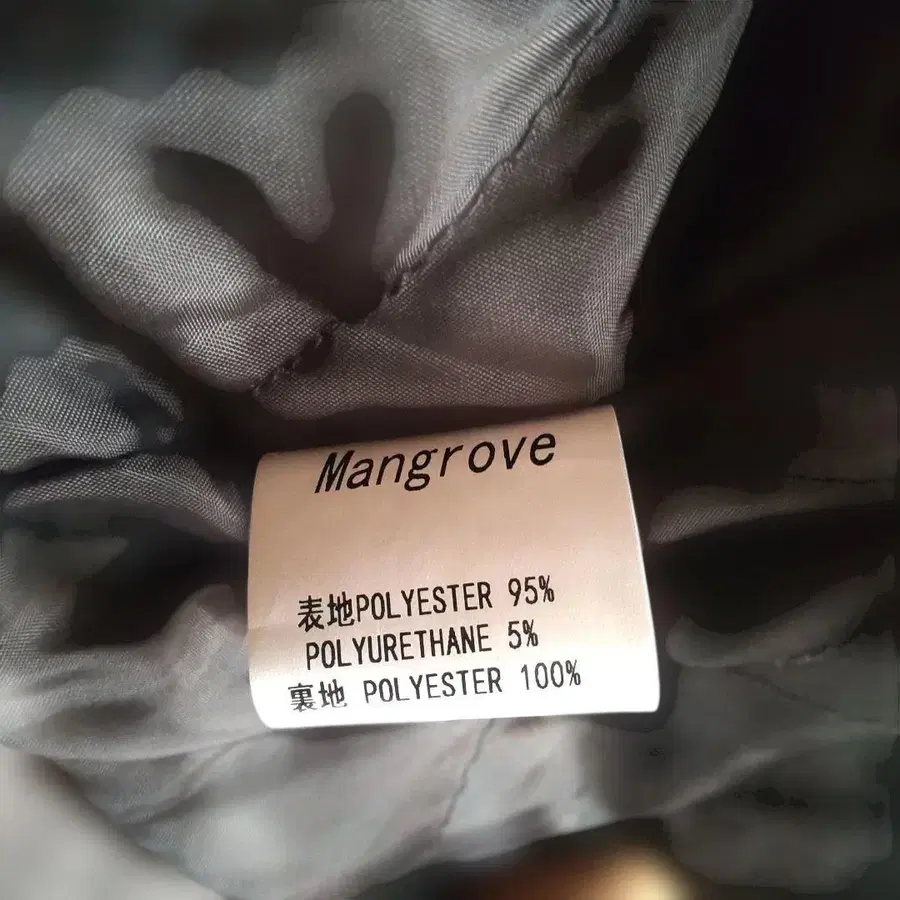 Mangrove
表地POLYESTER 95%
POLYURETHANE 5%
裏地 POLYESTER 100%